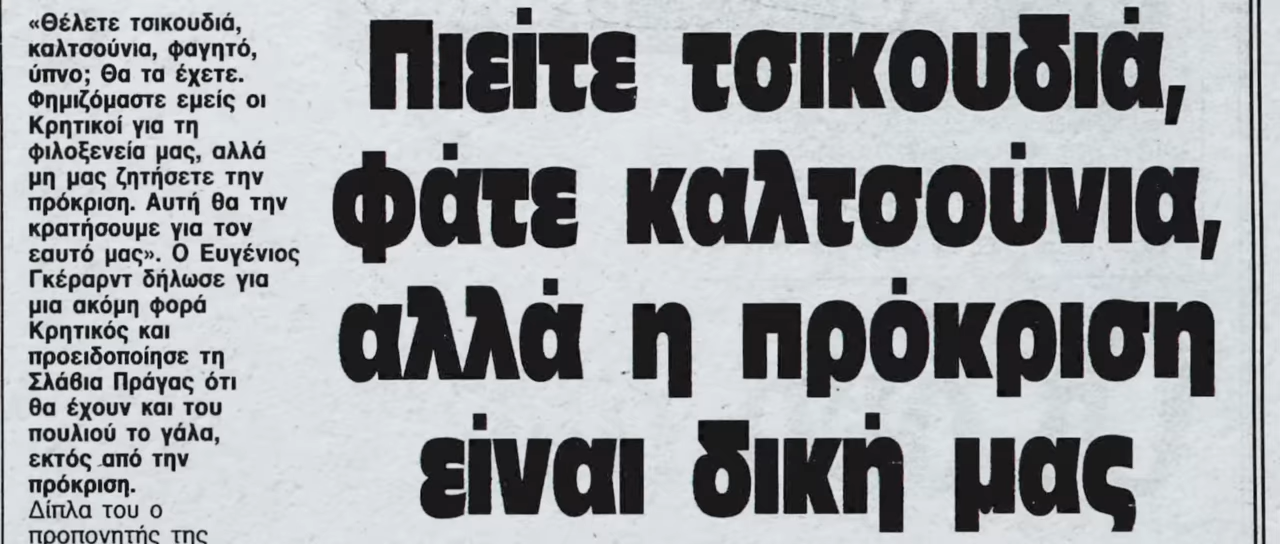 «Θέλετε τσικουδιά,
καλτσούνια, φαγητό,
ύπνο; Θα τα έχετε.
Φημιζόμαστε εμείς οι
Κρητικοί για τη
φιλοξενεία μας, αλλά
μη μας ζητήσετε την
πρόκριση. Αυτή θα την
κρατήσουμε για τον
εαυτό μας». Ο Ευγένιος
Γκέραρντ δήλωσε για
μια ακόμη φορά
Κρητικός και
προειδοποίησε τη
Σλάβια Πράγας ότι
θα έχουν και του
πουλιού το γάλα,
εκτός από την
πρόκριση.
Δίπλα του ο
προπονητής της
Πιείτε τσικουδιά,
φάτε καλτσούνια,
αλλά η πρόκριση
είναι δική μας